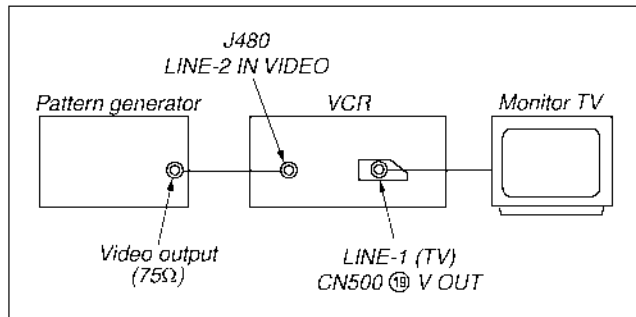 J480
LINE-2 IN VIDEO
Pattern generator
VCR
Monitor TV
Video output
(75Ω)
LINE-1 (TV)
CN500 ⑲ V OUT